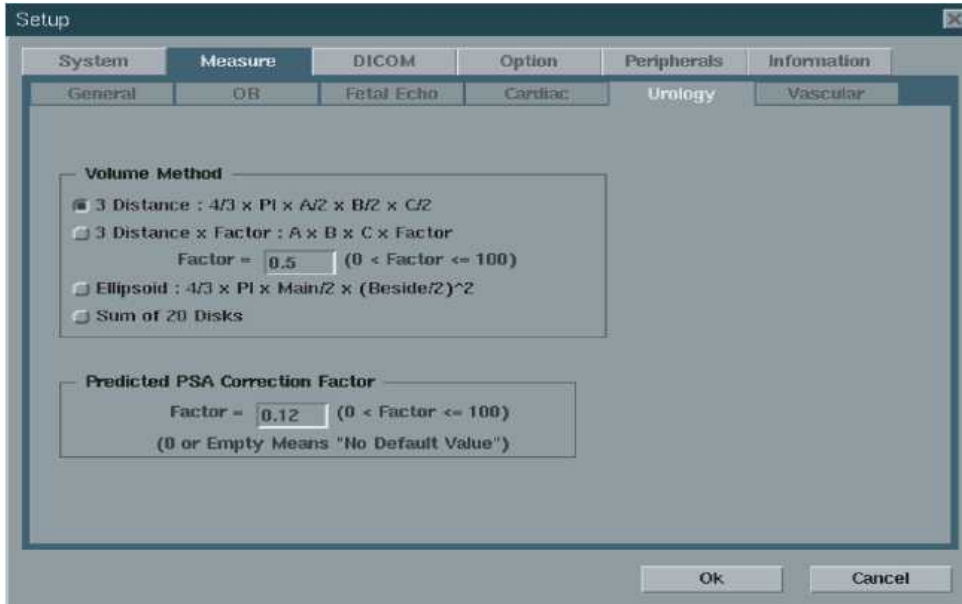 Setup
System Measure DICOM Option Peripherals Information
General OB Fetal Echo Cardiac Urology Vascular
Volume Method
3 Distance : 4/3 x PI x A/2 x B/2 x C/2
3 Distance x Factor : A x B x C x Factor
Factor = 0.5 (0 < Factor <= 100)
Ellipsoid : 4/3 x PI x Main/2 x (Beside/2)^2
Sum of 20 Disks
Predicted PSA Correction Factor
Factor = 0.12 (0 < Factor <= 100)
(0 or Empty Means "No Default Value")
Ok Cancel